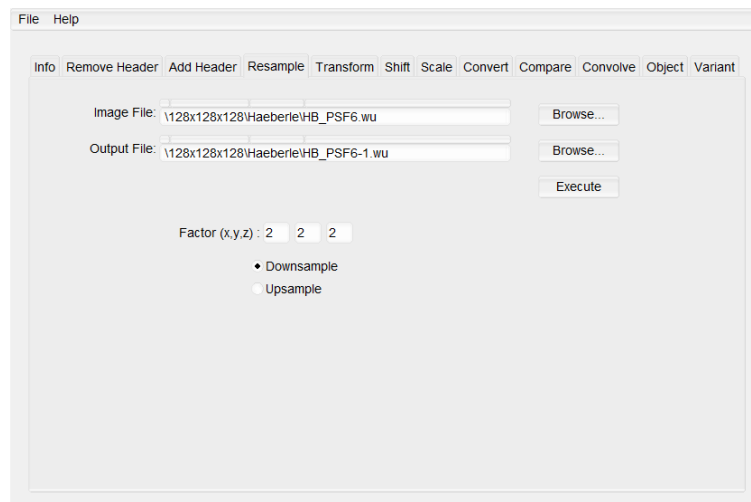 File Help
Info Remove Header Add Header Resample Transform Shift Scale Convert Compare Convolve Object Variant
Image File: \128x128x128\Haeberle\HB_PSF6.wu Browse...
Output File: \128x128x128\Haeberle\HB_PSF6-1.wu Browse...
Execute
Factor (x,y,z) : 2 2 2
Downsample
Upsample